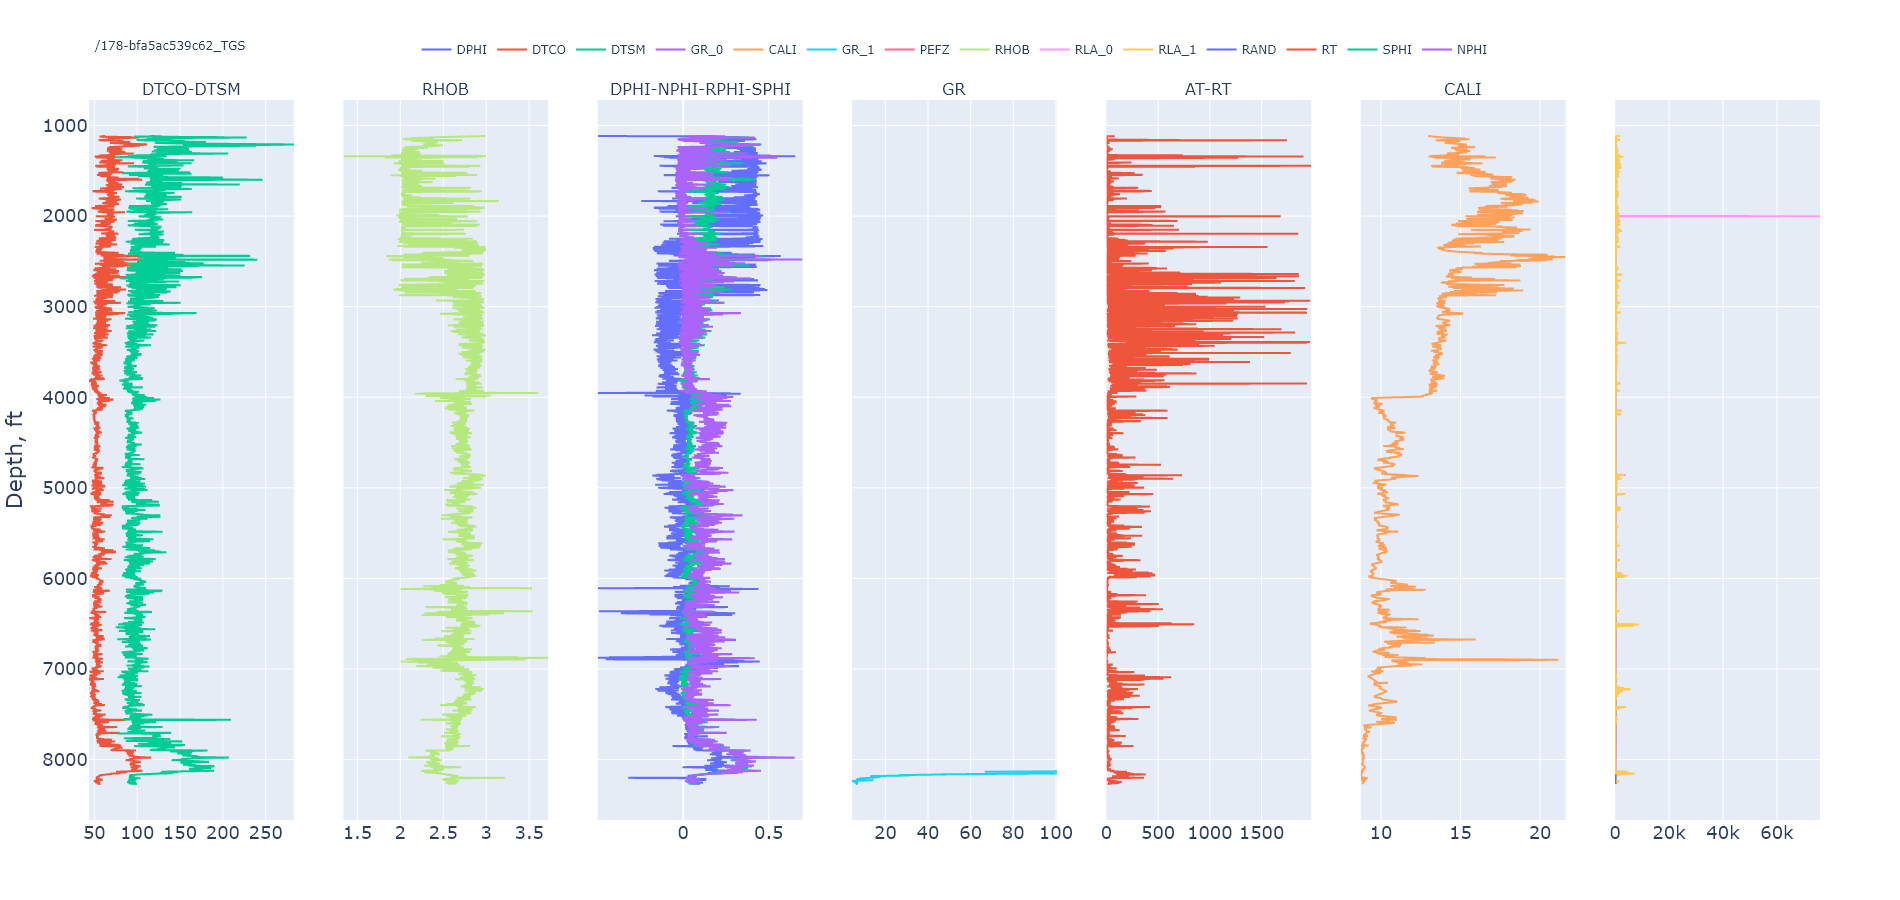 /178-bfa5ac539c62_TGS
DPHI DTCO DTSM GR_0 CALI GR_1 PEFZ RHOB RLA_0 RLA_1 RAND RT SPHI NPHI
DTCO-DTSM RHOB DPHI-NPHI-RPHI-SPHI GR AT-RT CALI
1000
2000
3000
4000
5000
6000
7000
8000
Depth, ft
50 100 150 200 250 1.5 2 2.5 3 3.5 0 0.5 20 40 60 80 100 0 500 1000 1500 10 15 20 0 20k 40k 60k